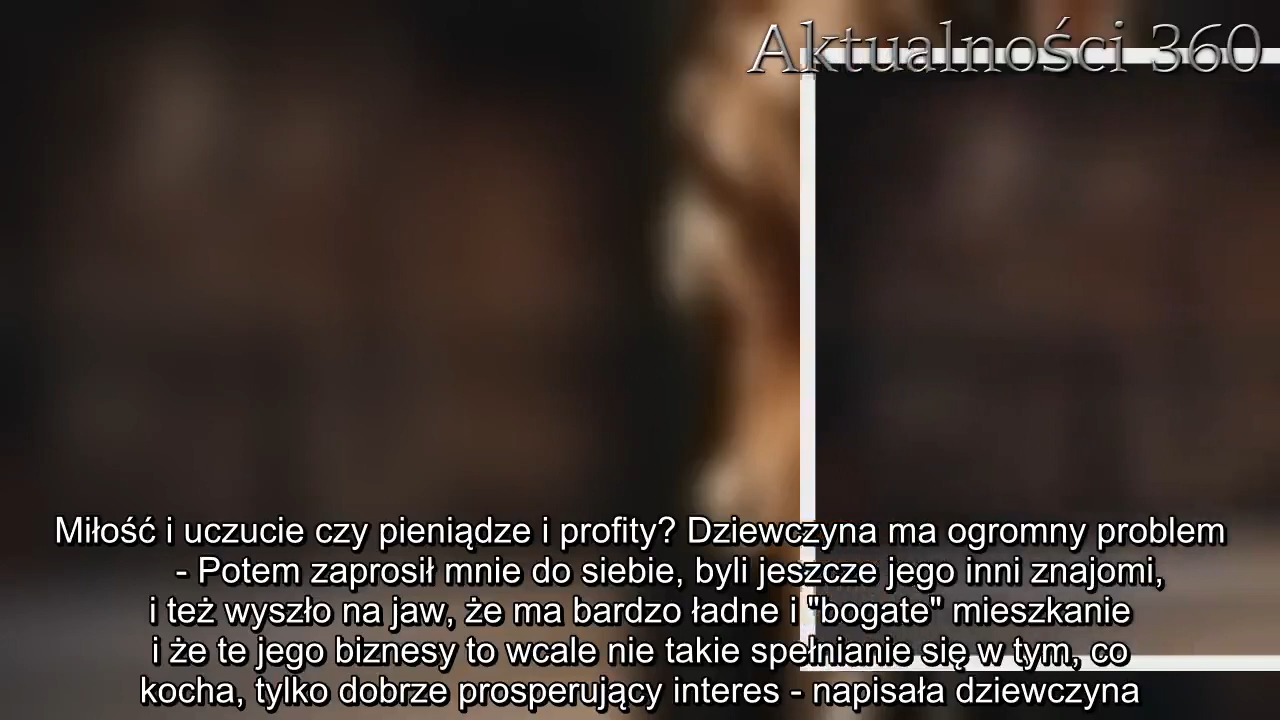 Aktualności 360
Miłość i uczucie czy pieniądze i profity? Dziewczyna ma ogromny problem
- Potem zaprosił mnie do siebie, byli jeszcze jego inni znajomi,
i też wyszło na jaw, że ma bardzo ładne i "bogate" mieszkanie
i że te jego biznesy to wcale nie takie spełnianie się w tym, co
kocha, tylko dobrze prosperujący interes - napisała dziewczyna